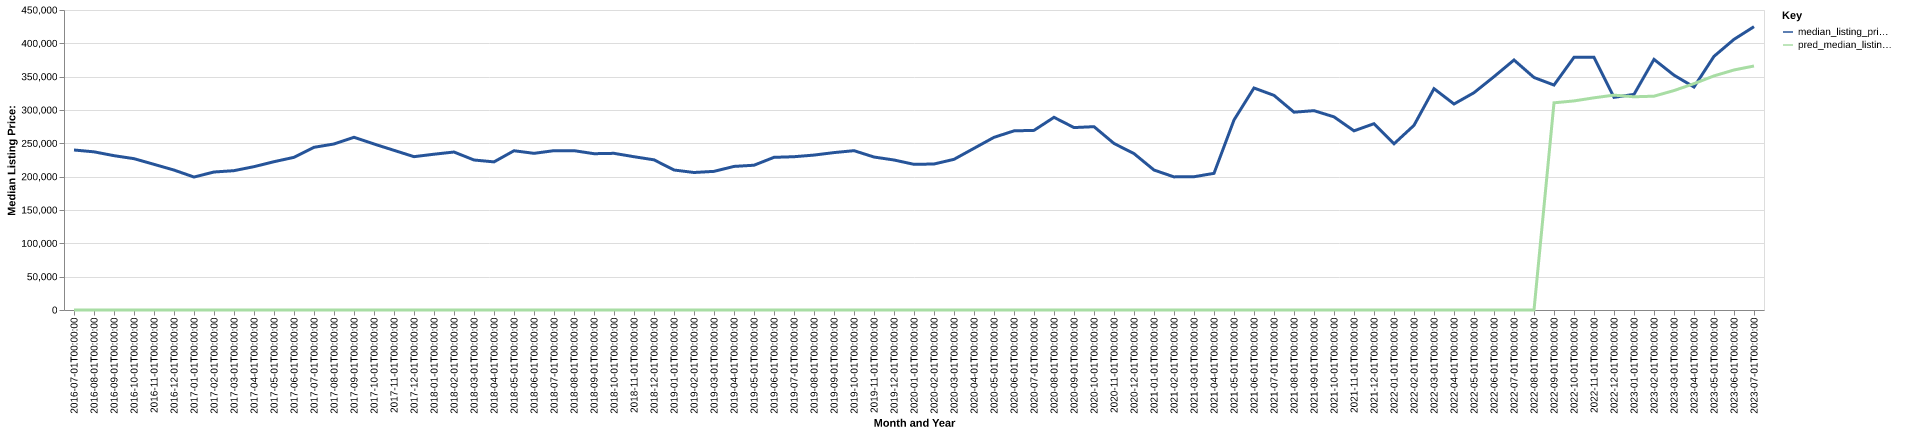 450,000
400,000
350,000
300,000
250,000
200,000
150,000
100,000
50,000
0
Median Listing Price:
2016-07-01T00:00:00
2016-08-01T00:00:00
2016-09-01T00:00:00
2016-10-01T00:00:00
2016-11-01T00:00:00
2016-12-01T00:00:00
2017-01-01T00:00:00
2017-02-01T00:00:00
2017-03-01T00:00:00
2017-04-01T00:00:00
2017-05-01T00:00:00
2017-06-01T00:00:00
2017-07-01T00:00:00
2017-08-01T00:00:00
2017-09-01T00:00:00
2017-10-01T00:00:00
2017-11-01T00:00:00
2017-12-01T00:00:00
2018-01-01T00:00:00
2018-02-01T00:00:00
2018-03-01T00:00:00
2018-04-01T00:00:00
2018-05-01T00:00:00
2018-06-01T00:00:00
2018-07-01T00:00:00
2018-08-01T00:00:00
2018-09-01T00:00:00
2018-10-01T00:00:00
2018-11-01T00:00:00
2018-12-01T00:00:00
2019-01-01T00:00:00
2019-02-01T00:00:00
2019-03-01T00:00:00
2019-04-01T00:00:00
2019-05-01T00:00:00
2019-06-01T00:00:00
2019-07-01T00:00:00
2019-08-01T00:00:00
2019-09-01T00:00:00
2019-10-01T00:00:00
2019-11-01T00:00:00
2019-12-01T00:00:00
2020-01-01T00:00:00
2020-02-01T00:00:00
2020-03-01T00:00:00
2020-04-01T00:00:00
2020-05-01T00:00:00
2020-06-01T00:00:00
2020-07-01T00:00:00
2020-08-01T00:00:00
2020-09-01T00:00:00
2020-10-01T00:00:00
2020-11-01T00:00:00
2020-12-01T00:00:00
2021-01-01T00:00:00
2021-02-01T00:00:00
2021-03-01T00:00:00
2021-04-01T00:00:00
2021-05-01T00:00:00
2021-06-01T00:00:00
2021-07-01T00:00:00
2021-08-01T00:00:00
2021-09-01T00:00:00
2021-10-01T00:00:00
2021-11-01T00:00:00
2021-12-01T00:00:00
2022-01-01T00:00:00
2022-02-01T00:00:00
2022-03-01T00:00:00
2022-04-01T00:00:00
2022-05-01T00:00:00
2022-06-01T00:00:00
2022-07-01T00:00:00
2022-08-01T00:00:00
2022-09-01T00:00:00
2022-10-01T00:00:00
2022-11-01T00:00:00
2022-12-01T00:00:00
2023-01-01T00:00:00
2023-02-01T00:00:00
2023-03-01T00:00:00
2023-04-01T00:00:00
2023-05-01T00:00:00
2023-06-01T00:00:00
2023-07-01T00:00:00
Month and Year
Key
median_listing_pri…
pred_median_listin…